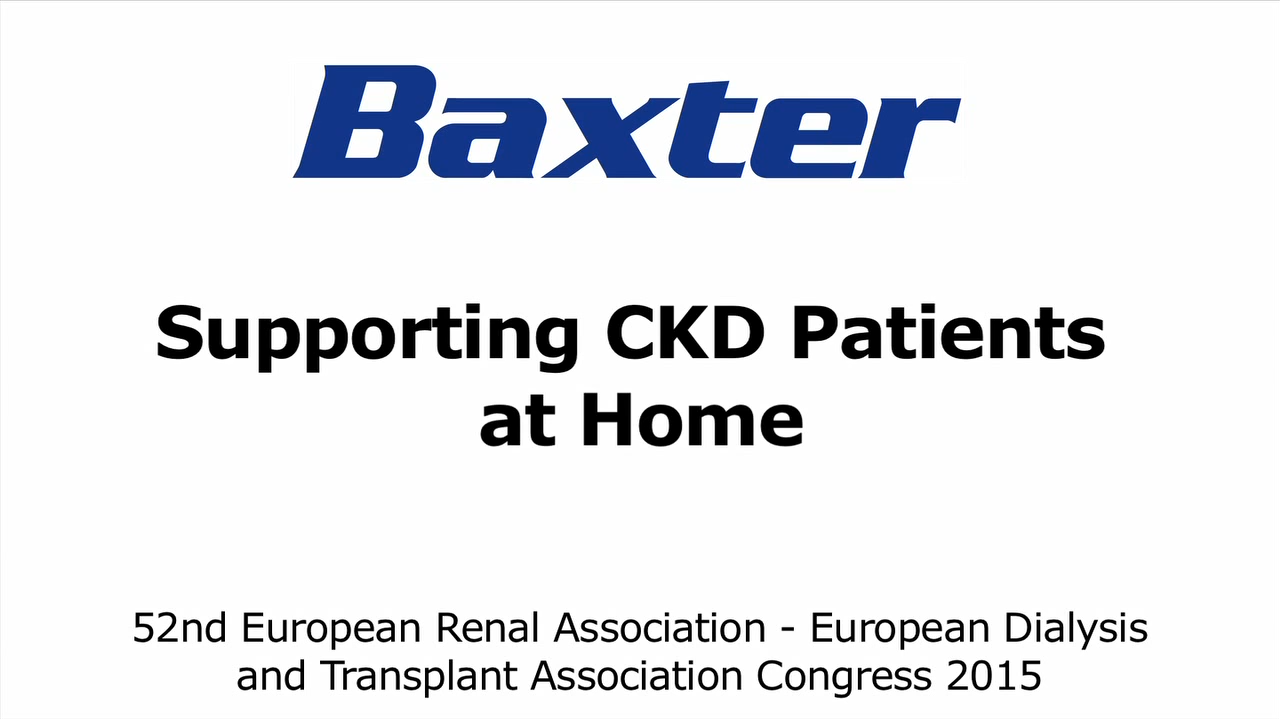 Baxter
Supporting CKD Patients
at Home
52nd European Renal Association - European Dialysis
and Transplant Association Congress 2015